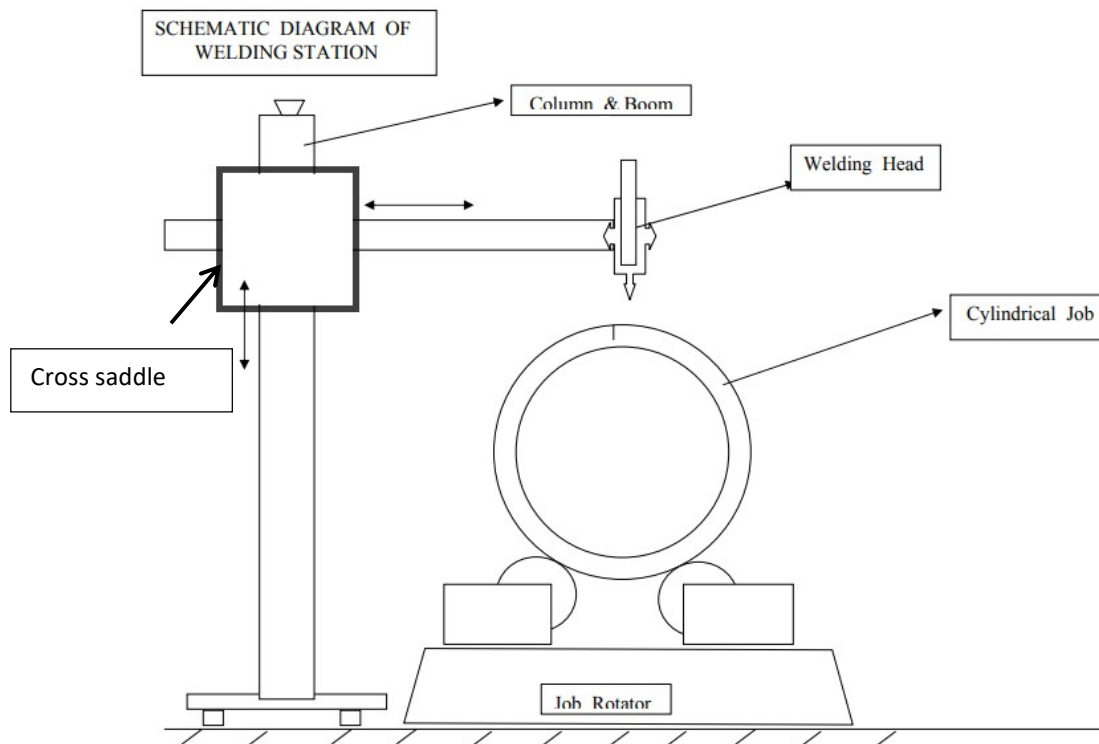 SCHEMATIC DIAGRAM OF
WELDING STATION
Column & Boom
Welding Head
Cylindrical Job
Cross saddle
Job Rotator